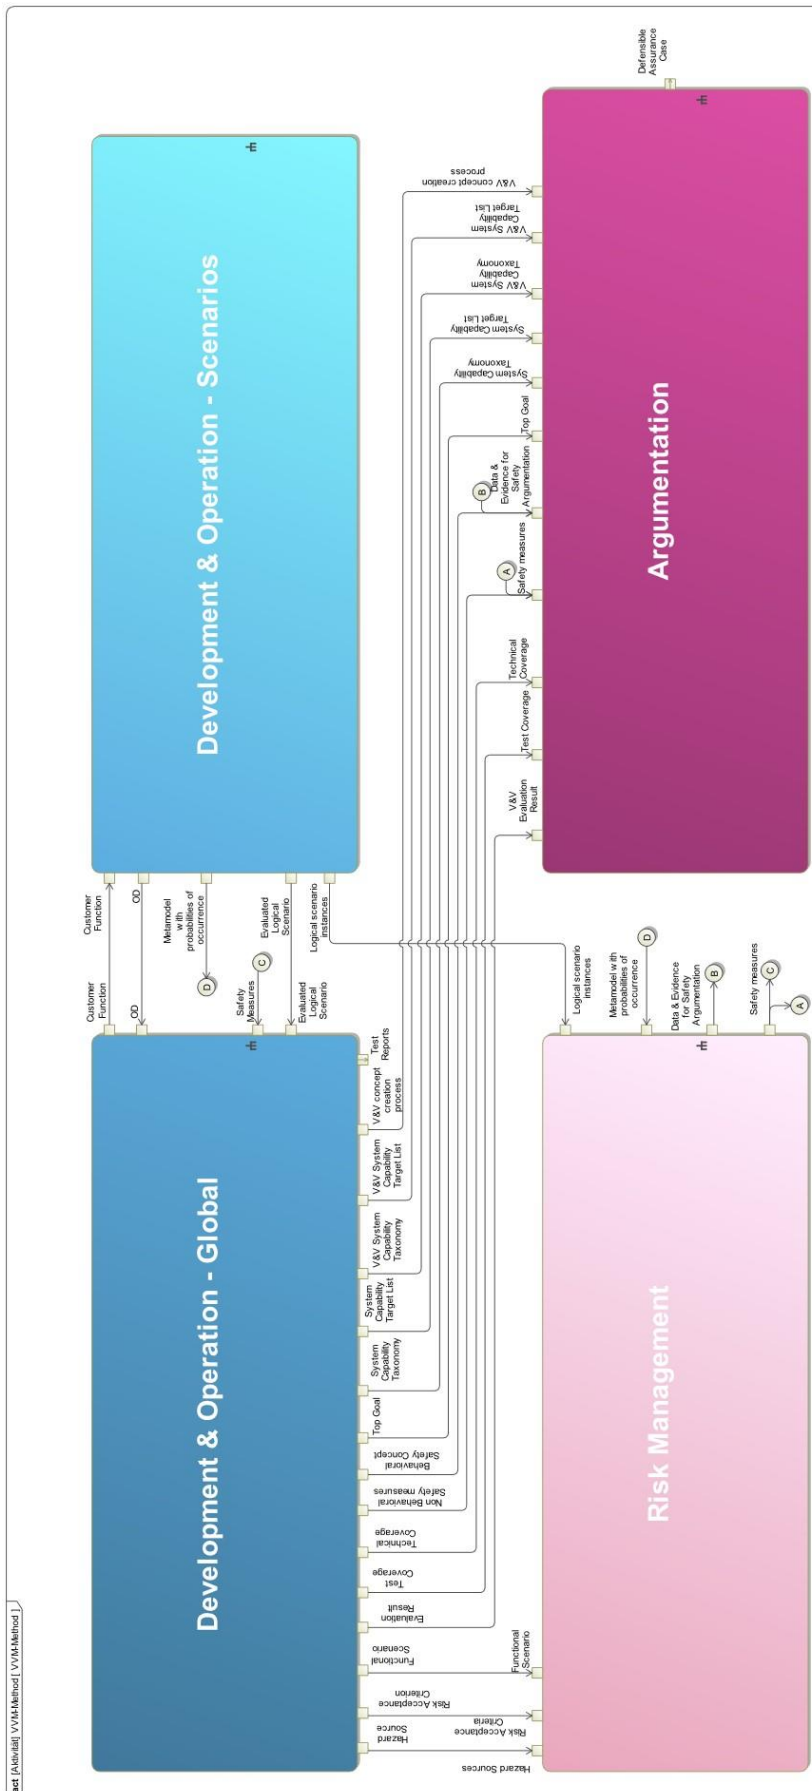 act [Aktivität] VVM-Method [ VVM-Method ]
Development & Operation - Global
Development & Operation - Scenarios
Customer
Function
Customer
Function
OD
OD
Metamodel
with
probabilities of
occurrence
D
Safety
Measures
C
Evaluated
Logical
Scenario
Evaluated
Logical
Scenario
Logical scenario
instances
Hazard
Source
Risk Acceptance
Criterion
Functional
Scenario
Evaluation
Result
Test
Coverage
Technical
Coverage
Non Behavioral
Safety measures
Behavioral
Safety Concept
Top Goal
System
Capability
Taxonomy
System
Capability
Target List
V&V System
Capability
Taxonomy
V&V System
Capability
Target List
V&V concept
creation
process
Test
Reports
Hazard Sources
Risk Acceptance
Criteria
Functional
Scenario
Logical scenario
instances
Metamodel with
probabilities of
occurrence
D
Data & Evidence
for Safety
Argumentation
B
Safety measures
C
A
Risk Management
V&V
Evaluation
Result
Test Coverage
Technical
Coverage
Safety measures
A
Data &
Evidence for
Safety
Argumentation
B
Top Goal
System Capability
Taxonomy
System Capability
Target List
V&V System
Capability
Taxonomy
V&V System
Capability
Target List
V&V concept creation
process
Defensible
Assurance
Case
Argumentation